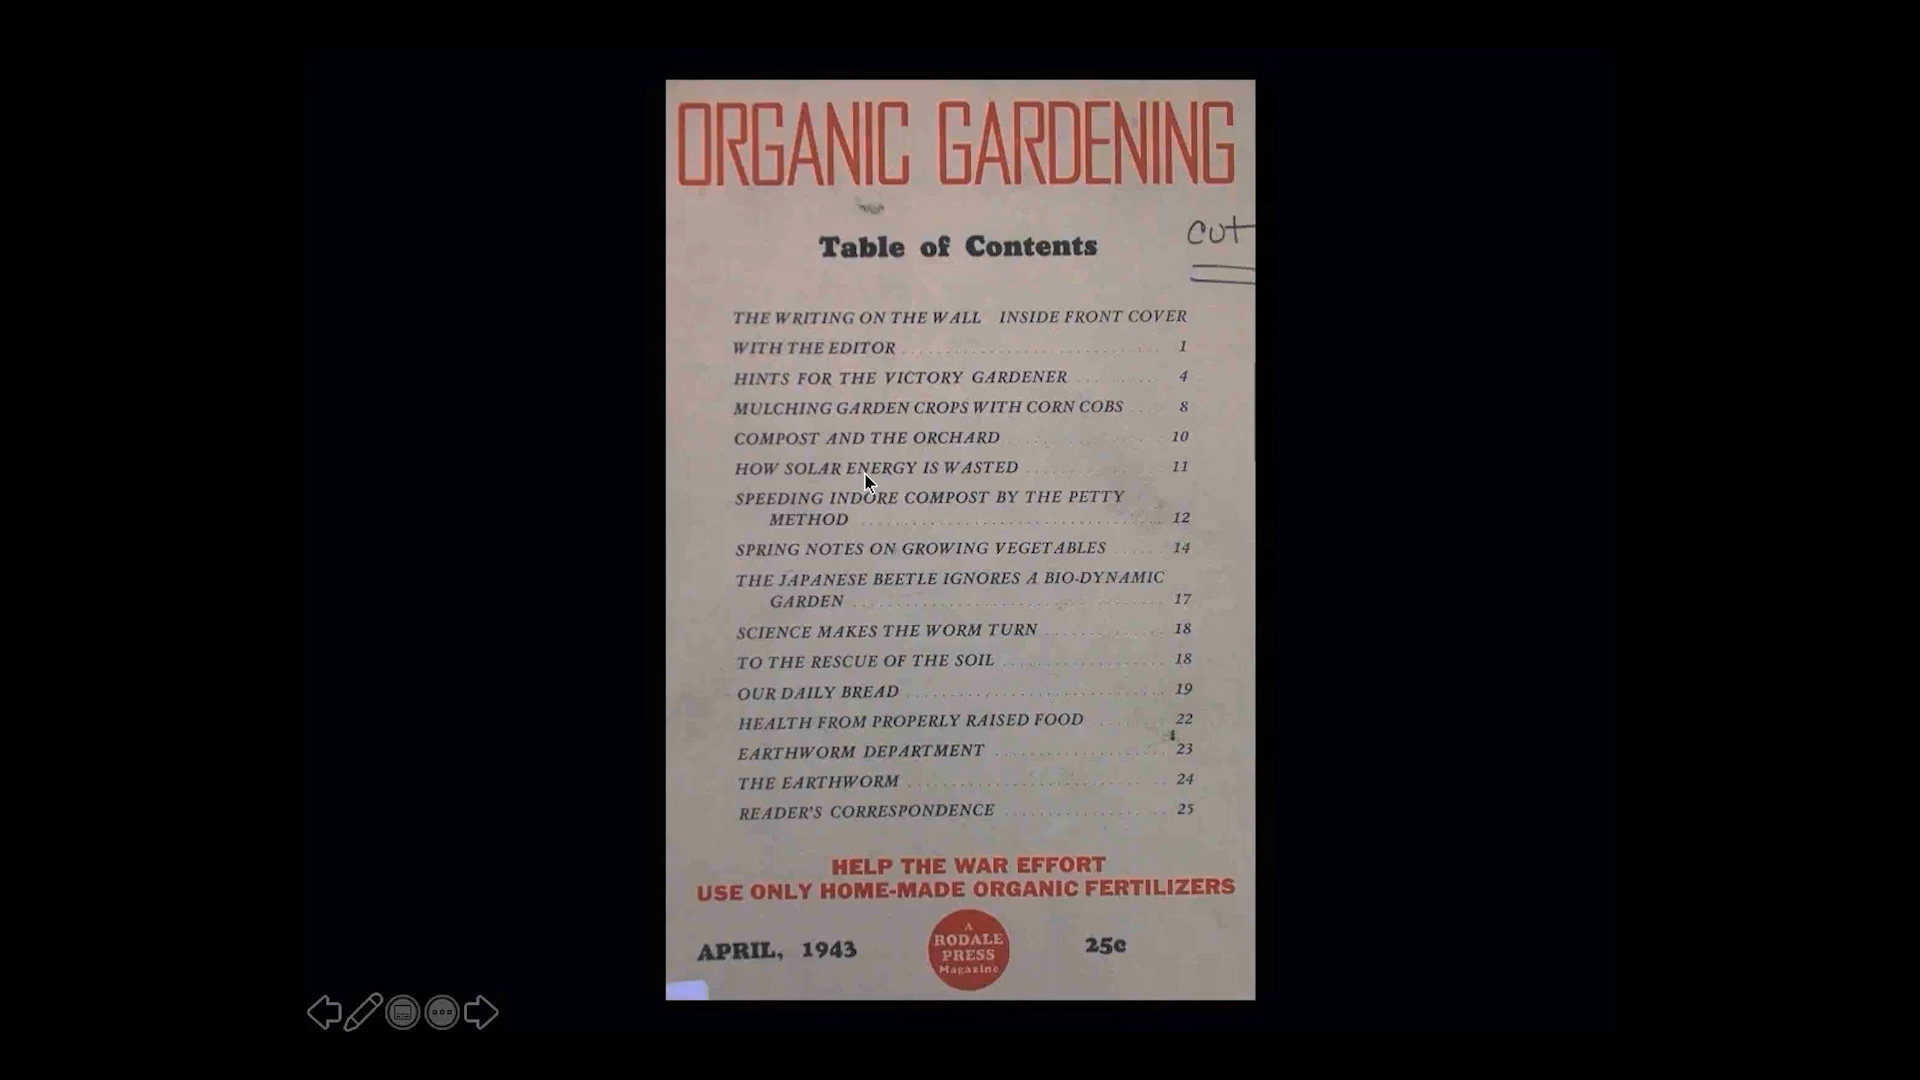 ORGANIC GARDENING
cut
Table of Contents
THE WRITING ON THE WALL INSIDE FRONT COVER
WITH THE EDITOR 1
HINTS FOR THE VICTORY GARDENER 4
MULCHING GARDEN CROPS WITH CORN COBS 8
COMPOST AND THE ORCHARD 10
HOW SOLAR ENERGY IS WASTED 11
SPEEDING INDORE COMPOST BY THE PETTY
METHOD 12
SPRING NOTES ON GROWING VEGETABLES 14
THE JAPANESE BEETLE IGNORES A BIO-DYNAMIC
GARDEN 17
SCIENCE MAKES THE WORM TURN 18
TO THE RESCUE OF THE SOIL 18
OUR DAILY BREAD 19
HEALTH FROM PROPERLY RAISED FOOD 22
EARTHWORM DEPARTMENT 23
THE EARTHWORM 24
READER'S CORRESPONDENCE 25
HELP THE WAR EFFORT
USE ONLY HOME-MADE ORGANIC FERTILIZERS
APRIL, 1943
A
RODALE
PRESS
Magazine
25c